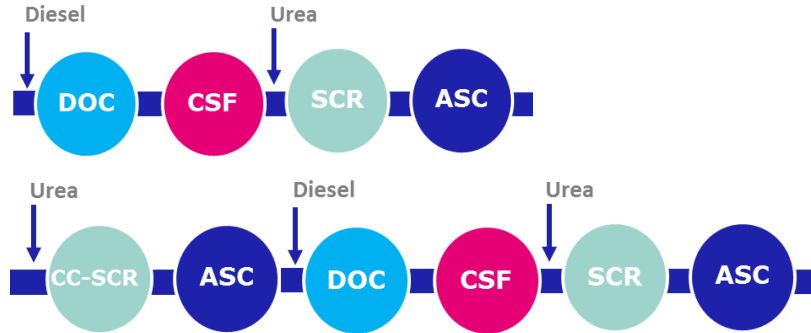 Diesel
Urea
DOC
CSF
SCR
ASC
Urea
Diesel
Urea
CC-SCR
ASC
DOC
CSF
SCR
ASC